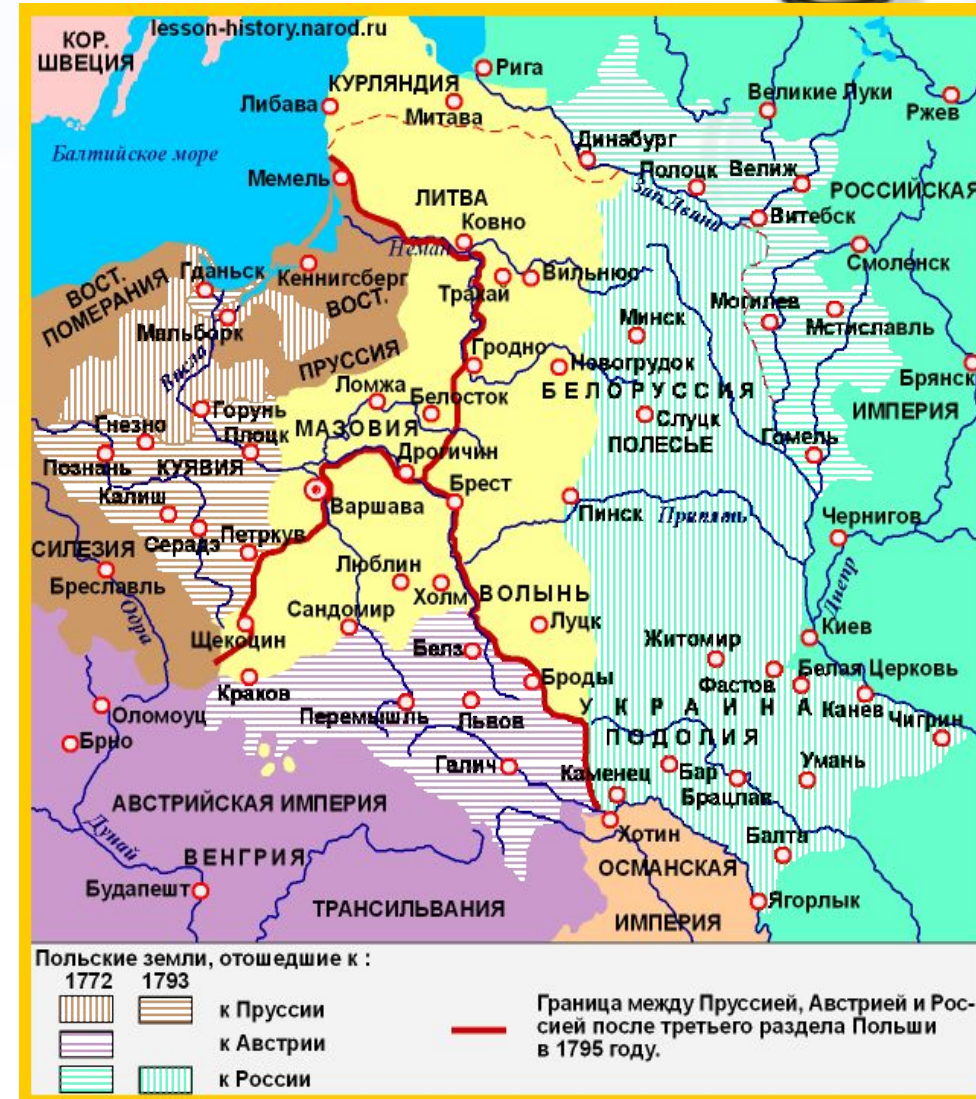 lesson-history.narod.ru
КОР.
ШВЕЦИЯ
Рига
КУРЛЯНДИЯ
Либава
Митава
Великие Луки
Ржев
Балтийское море
Динабург
Мемель
Полоцк
Велиж
ЛИТВА
Зап. Двина
РОССИЙСКАЯ
Ковно
Витебск
Неман
Смоленск
ВОСТ.
ПОМЕРАНИЯ
Гданьск
Кеннигсберг
ВОСТ.
Тракай
Вильнюс
Могилев
Мальборк
Минск
Мстиславль
Висла
ПРУССИЯ
Гродно
Новогрудок
Брянск
Ломжа
Белосток
БЕЛОРУССИЯ
ИМПЕРИЯ
Горунь
Слуцк
Гнезно
Плоцк
МАЗОВИЯ
ПОЛЕСЬЕ
Гомель
Познань
КУЯВИЯ
Дрогичин
Калиш
Варшава
Брест
Пинск
Припять
Чернигов
СИЛЕЗИЯ
Серадз
Петркув
Бреславль
Люблин
Холм
ВОЛЫНЬ
Днепр
Одра
Сандомир
Луцк
Киев
Щекоцин
Житомир
Белз
Белая Церковь
Краков
Броды
Фастов
Оломоуц
Перемышль
Львов
УКРАИНА
Канев
Чигрин
Брно
ПОДОЛИЯ
Галич
Каменец
Бар
Умань
АВСТРИЙСКАЯ ИМПЕРИЯ
Брацлав
Дунай
Хотин
Балта
ВЕНГРИЯ
ОСМАНСКАЯ
Будапешт
ТРАНСИЛЬВАНИЯ
Ягорлык
ИМПЕРИЯ
Польские земли, отошедшие к :
1772 1793
к Пруссии
к Австрии
к России
Граница между Пруссией, Австрией и Рос-
сией после третьего раздела Польши
в 1795 году.